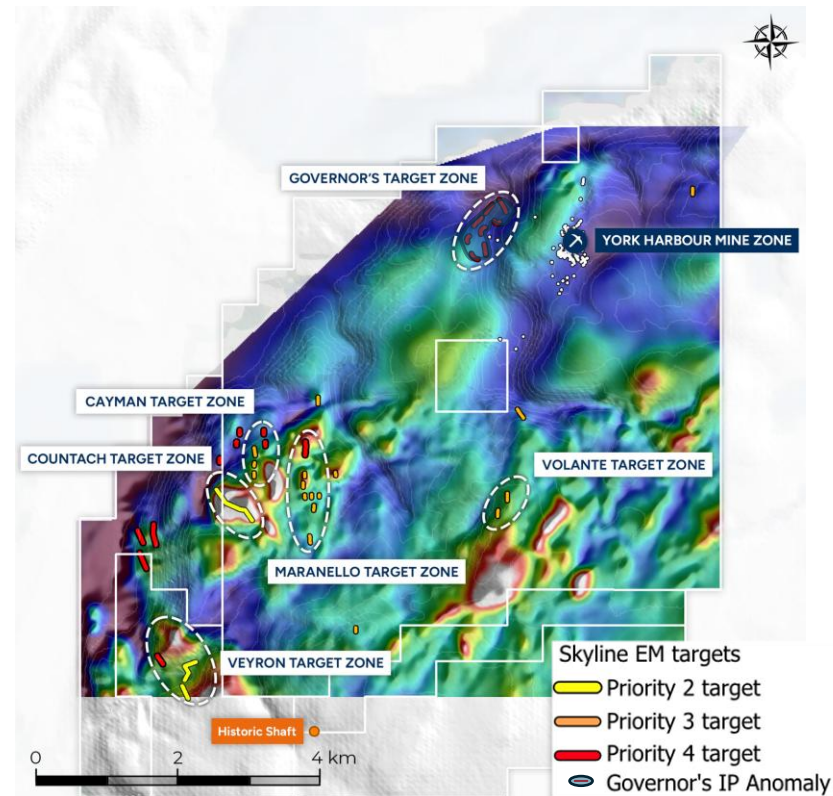 GOVERNOR'S TARGET ZONE
YORK HARBOUR MINE ZONE
CAYMAN TARGET ZONE
COUNTACH TARGET ZONE
VOLANTE TARGET ZONE
MARANELLO TARGET ZONE
VEYRON TARGET ZONE
Historic Shaft
Skyline EM targets
Priority 2 target
Priority 3 target
Priority 4 target
Governor's IP Anomaly
0 2 4 km